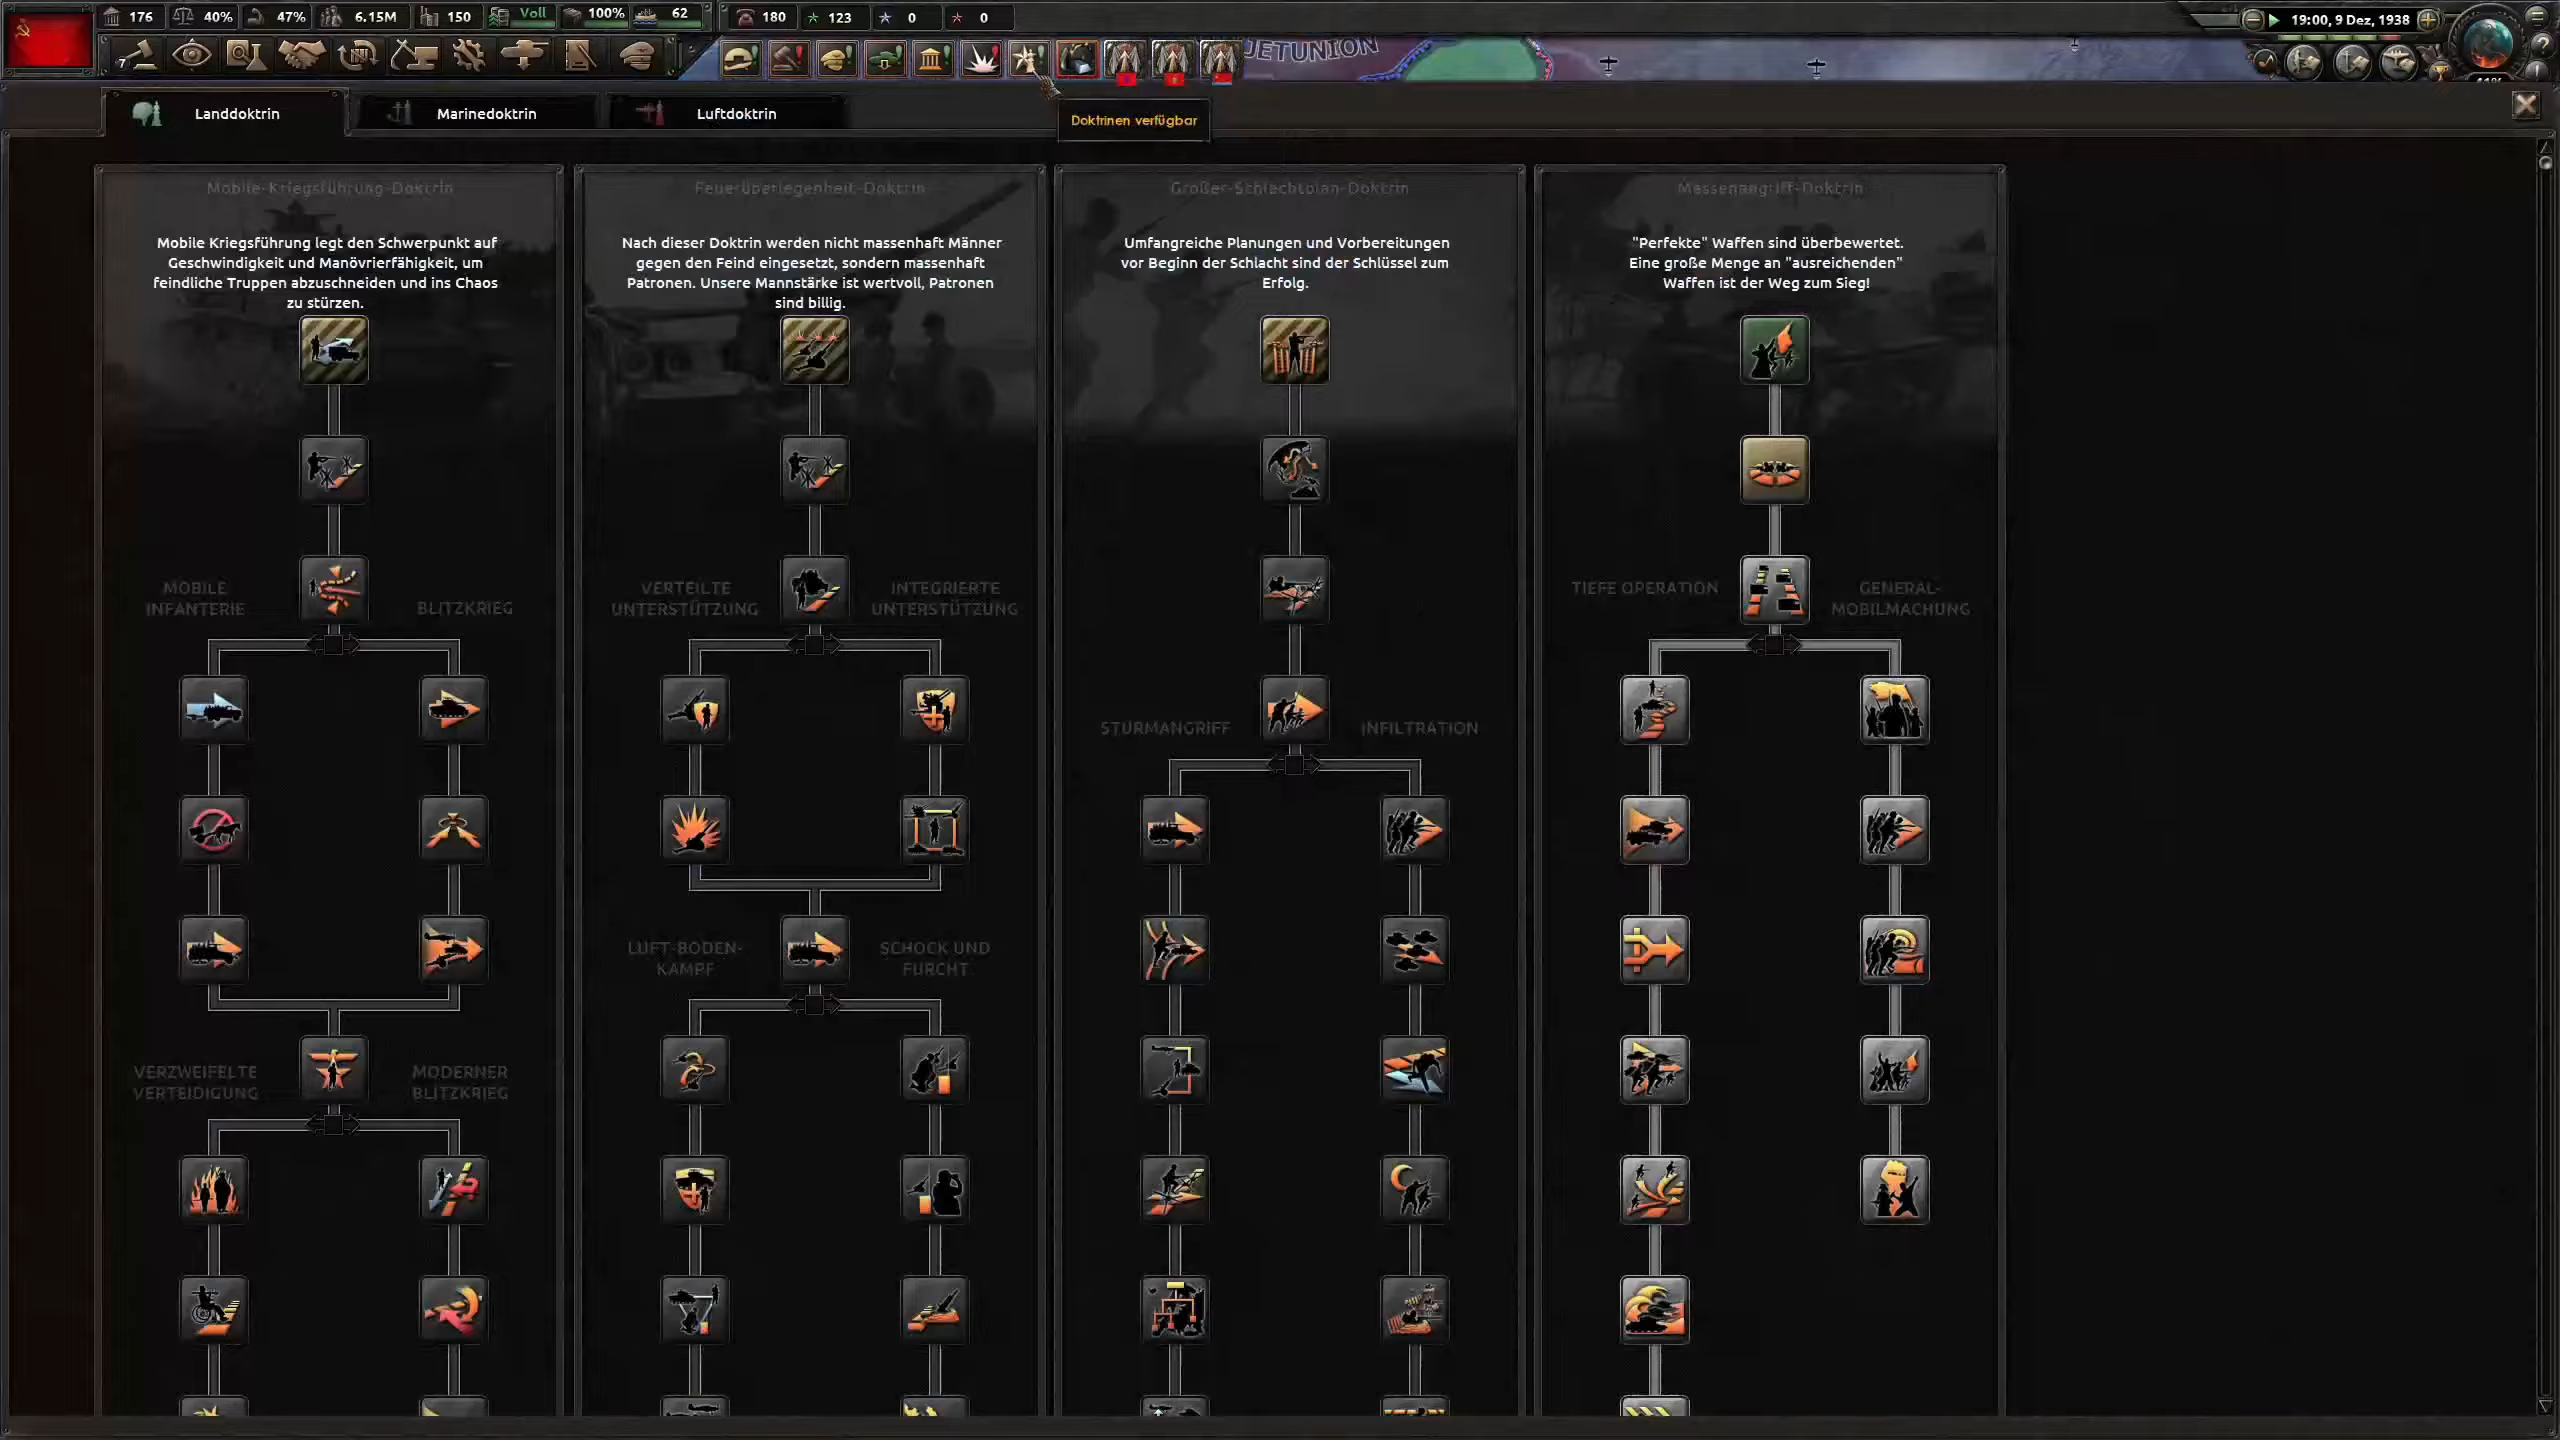 176 40% 47% 6.15M 150 Voll 100% 62 180 123 0 0
19:00, 9 Dez, 1938
7
JETUNION
Landdoktrin
Marinedoktrin
Luftdoktrin
Doktrinen verfügbar
Mobile-Kriegsführung-Doktrin
Mobile Kriegsführung legt den Schwerpunkt auf
Geschwindigkeit und Manövrierfähigkeit, um
feindliche Truppen abzuschneiden und ins Chaos
zu stürzen.
MOBILE
INFANTERIE
BLITZKRIEG
VERZWEIFELTE
VERTEIDIGUNG
MODERNER
BLITZKRIEG
Feuerüberlegenheit-Doktrin
Nach dieser Doktrin werden nicht massenhaft Männer
gegen den Feind eingesetzt, sondern massenhaft
Patronen. Unsere Mannstärke ist wertvoll, Patronen
sind billig.
VERTEILTE
UNTERSTÜTZUNG
INTEGRIERTE
UNTERSTÜTZUNG
LUFT-BODEN-
KAMPF
SCHOCK UND
FURCHT
Großer-Schlachtplan-Doktrin
Umfangreiche Planungen und Vorbereitungen
vor Beginn der Schlacht sind der Schlüssel zum
Erfolg.
STURMANGRIFF
INFILTRATION
Massenangriff-Doktrin
"Perfekte" Waffen sind überbewertet.
Eine große Menge an "ausreichenden"
Waffen ist der Weg zum Sieg!
TIEFE OPERATION
GENERAL-
MOBILMACHUNG